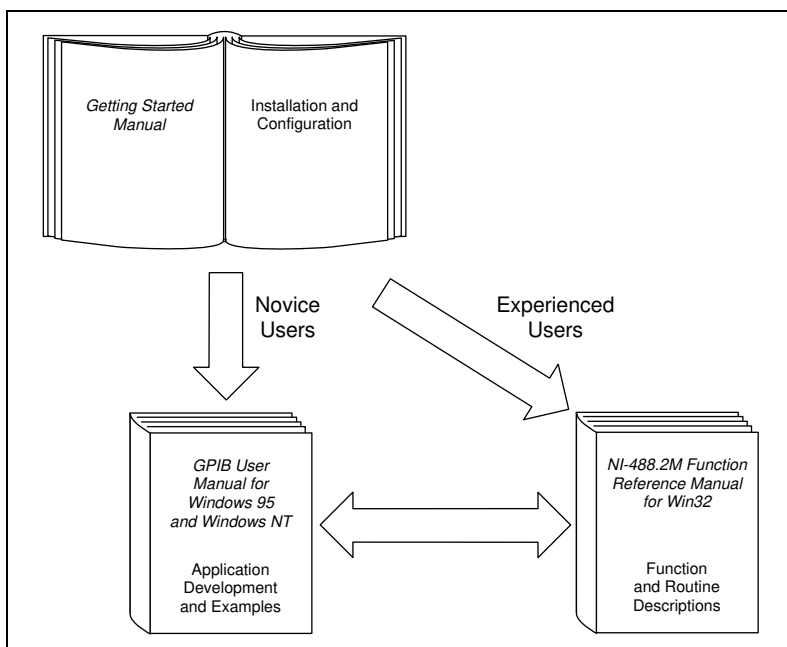 Getting Started
Manual
Installation and
Configuration
Novice
Users
Experienced
Users
GPIB User
Manual for
Windows 95
and Windows NT
Application
Development
and Examples
NI-488.2M Function
Reference Manual
for Win32
Function
and Routine
Descriptions